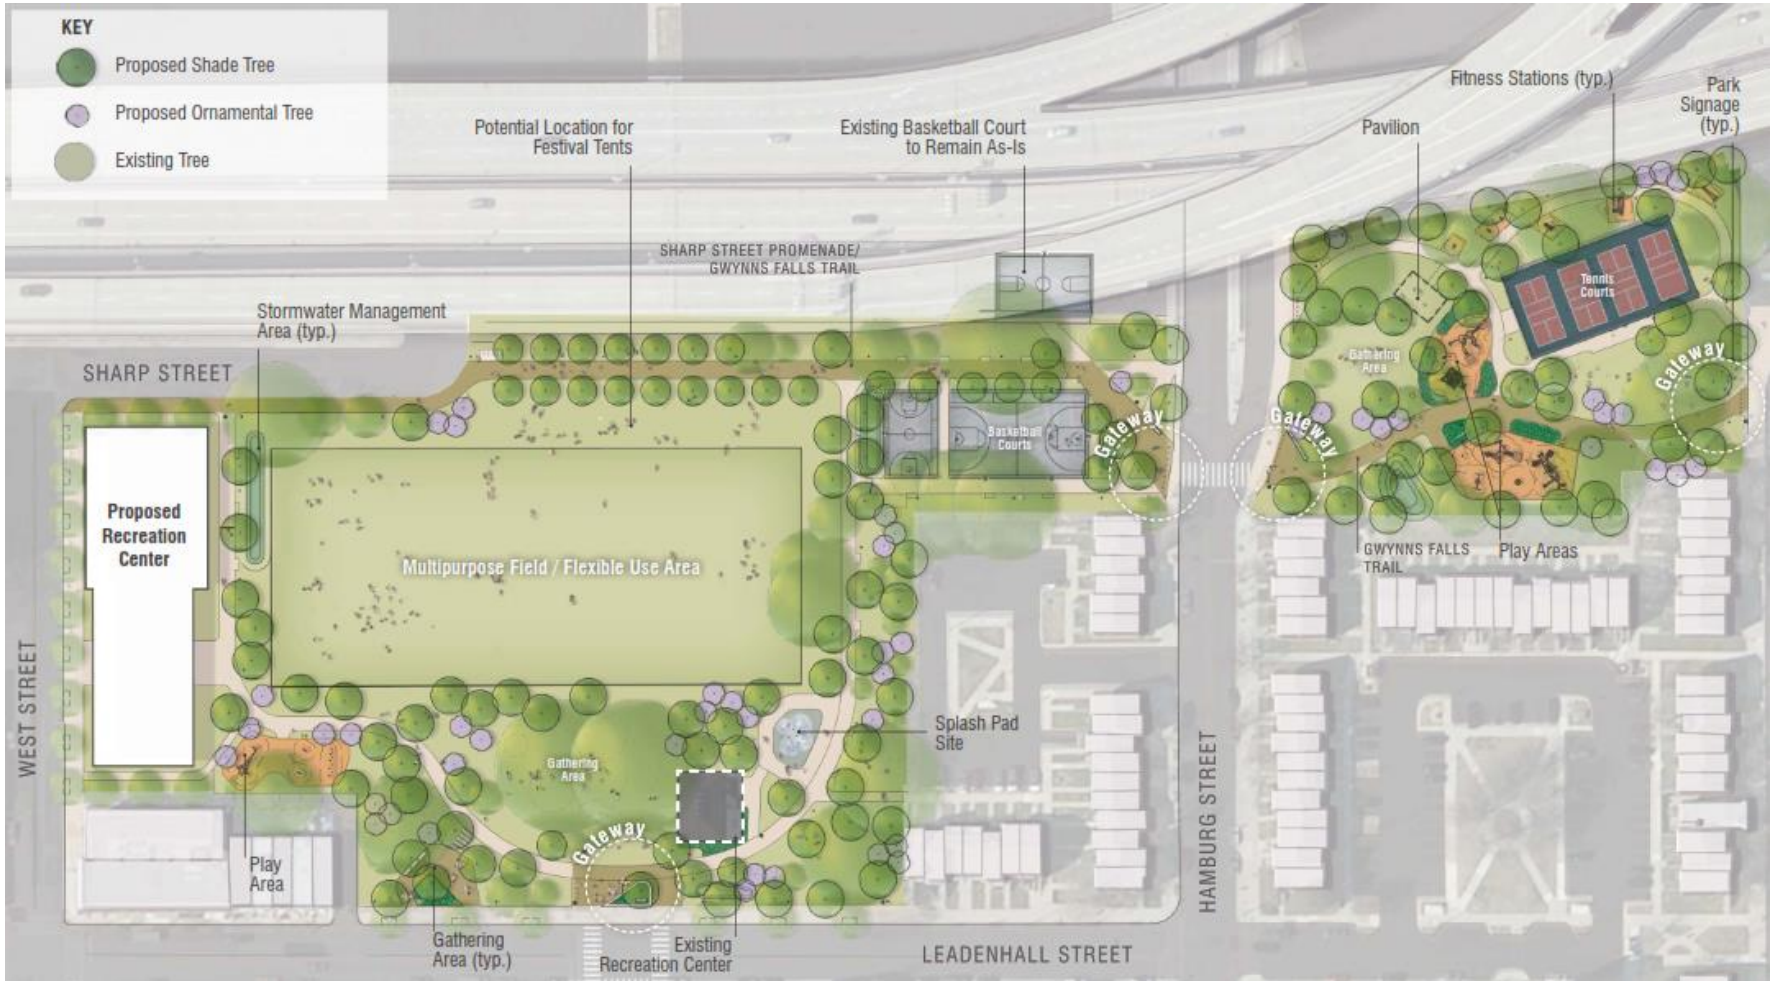 KEY
Proposed Shade Tree
Proposed Ornamental Tree
Existing Tree
Potential Location for
Festival Tents
Existing Basketball Court
to Remain As-Is
Pavilion
Fitness Stations (typ.)
Park
Signage
(typ.)
SHARP STREET PROMENADE/
GWYNNS FALLS TRAIL
Stormwater Management
Area (typ.)
SHARP STREET
Tennis
Courts
Gathering
Area
Gateway
Basketball
Courts
Gateway
Gateway
Proposed
Recreation
Center
Multipurpose Field / Flexible Use Area
GWYNNS FALLS
TRAIL
Play Areas
WEST STREET
Splash Pad
Site
HAMBURG STREET
Gathering
Area
Gateway
Play
Area
Gathering
Area (typ.)
Existing
Recreation Center
LEADENHALL STREET